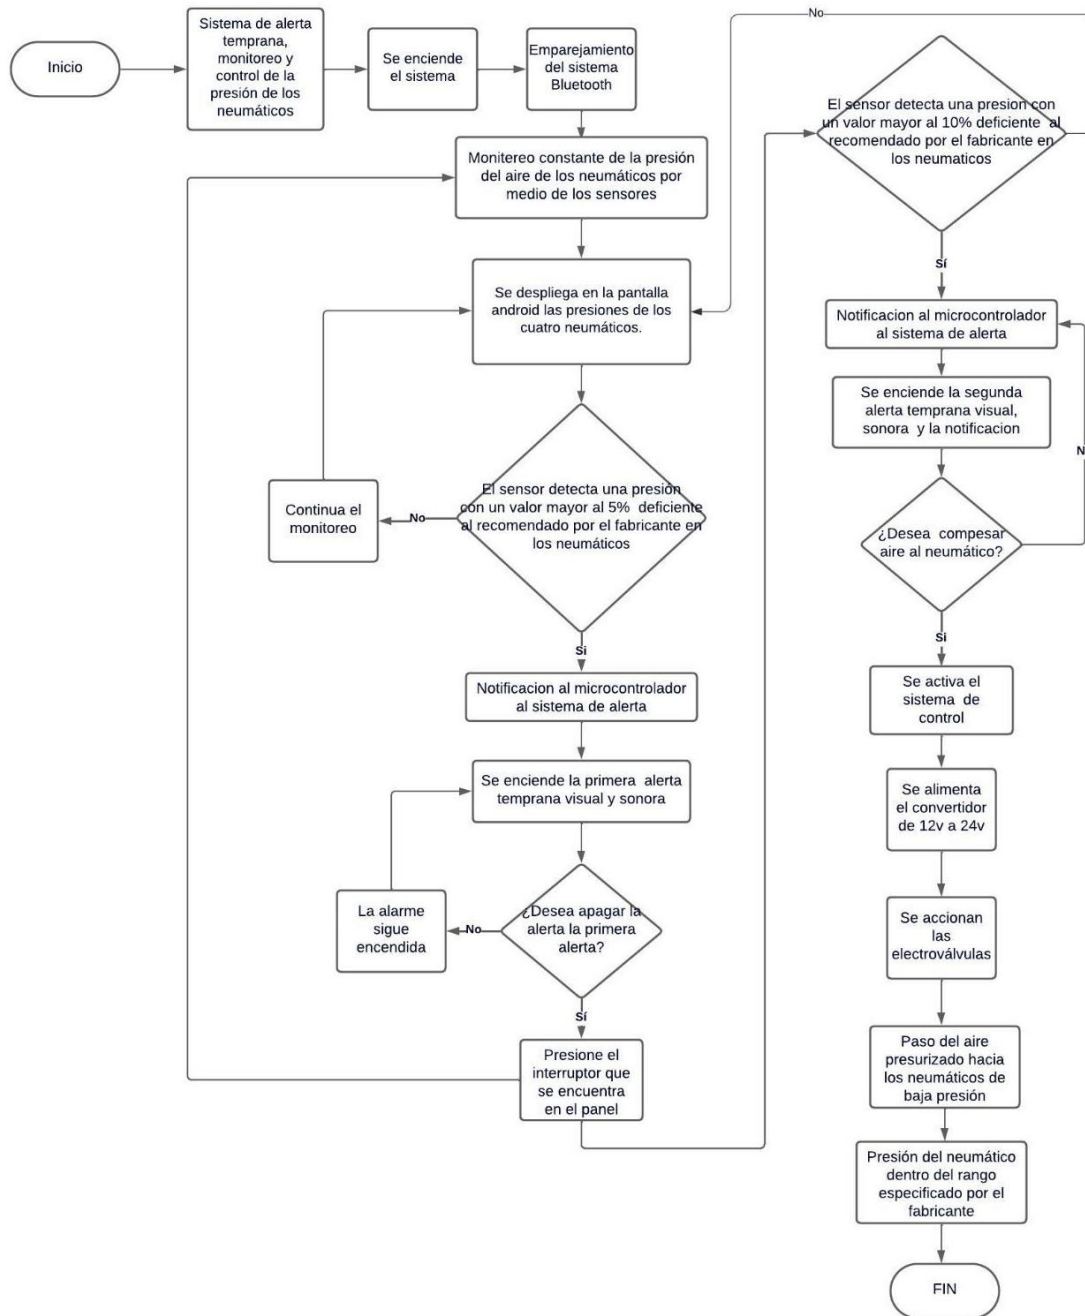 Inicio
Sistema de alerta
temprana,
monitoreo y
control de la
presión de los
neumáticos
Se enciende
el sistema
Emparejamiento
del sistema
Bluetooth
Monitereo constante de la presión
del aire de los neumáticos por
medio de los sensores
Se despliega en la pantalla
android las presiones de los
cuatro neumáticos.
El sensor detecta una presión
con un valor mayor al 5% deficiente
al recomendado por el fabricante en
los neumáticos
No
Continua el
monitoreo
Si
Notificacion al microcontrolador
al sistema de alerta
Se enciende la primera alerta
temprana visual y sonora
¿Desea apagar la
alerta la primera
alerta?
No
La alarme
sigue
encendida
Sí
Presione el
interruptor que
se encuentra
en el panel
No
El sensor detecta una presion con
un valor mayor al 10% deficiente al
recomendado por el fabricante en
los neumaticos
Sí
Notificacion al microcontrolador
al sistema de alerta
Se enciende la segunda
alerta temprana visual,
sonora y la notificacion
¿Desea compesar
aire al neumático?
N
Si
Se activa el
sistema de
control
Se alimenta
el convertidor
de 12v a 24v
Se accionan
las
electroválvulas
Paso del aire
presurizado hacia
los neumáticos de
baja presión
Presión del neumático
dentro del rango
especificado por el
fabricante
FIN